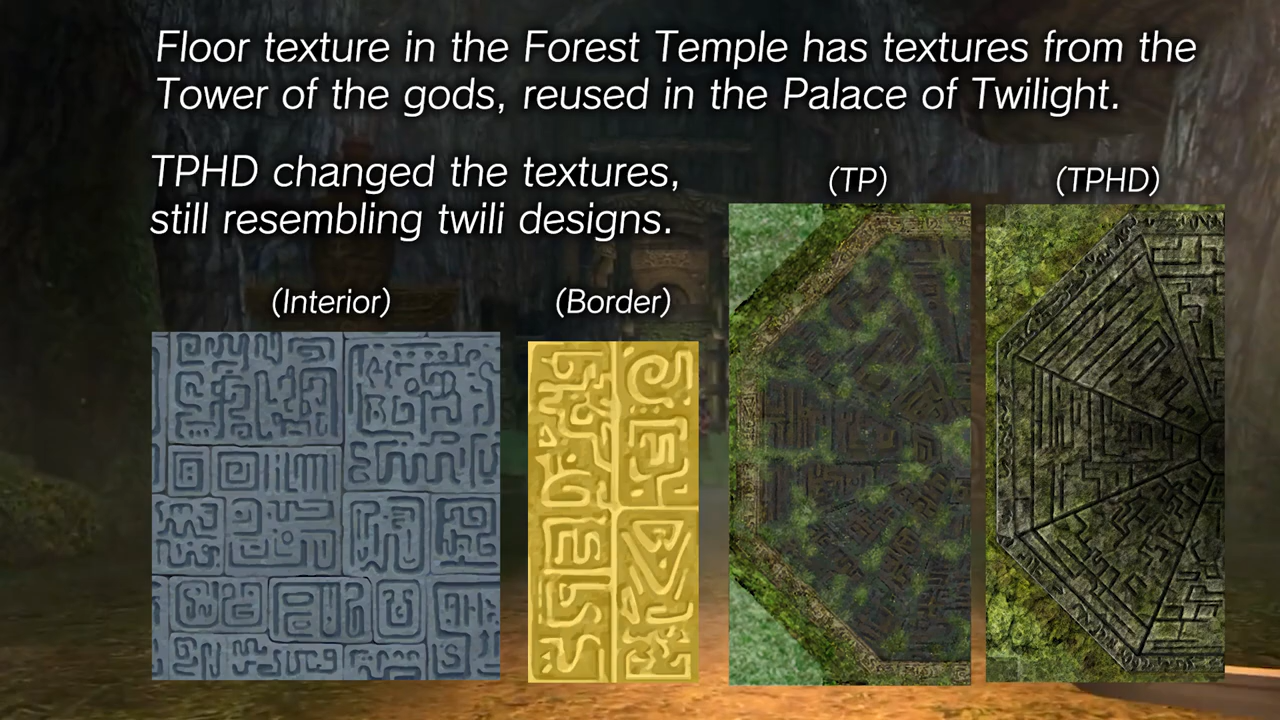 Floor texture in the Forest Temple has textures from the
Tower of the gods, reused in the Palace of Twilight.
TPHD changed the textures,
still resembling twili designs.
(TP)
(TPHD)
(Interior)
(Border)